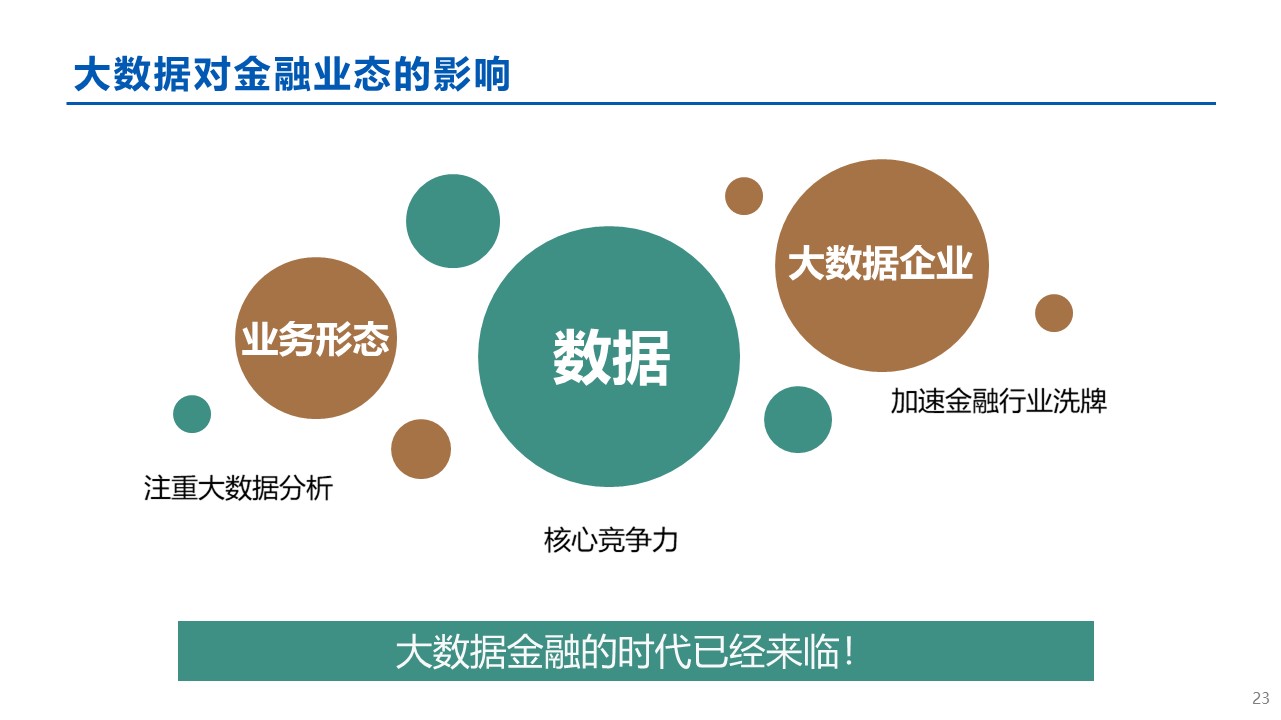 大数据对金融业态的影响
业务形态
注重大数据分析
数据
核心竞争力
大数据企业
加速金融行业洗牌
大数据金融的时代已经来临！
23